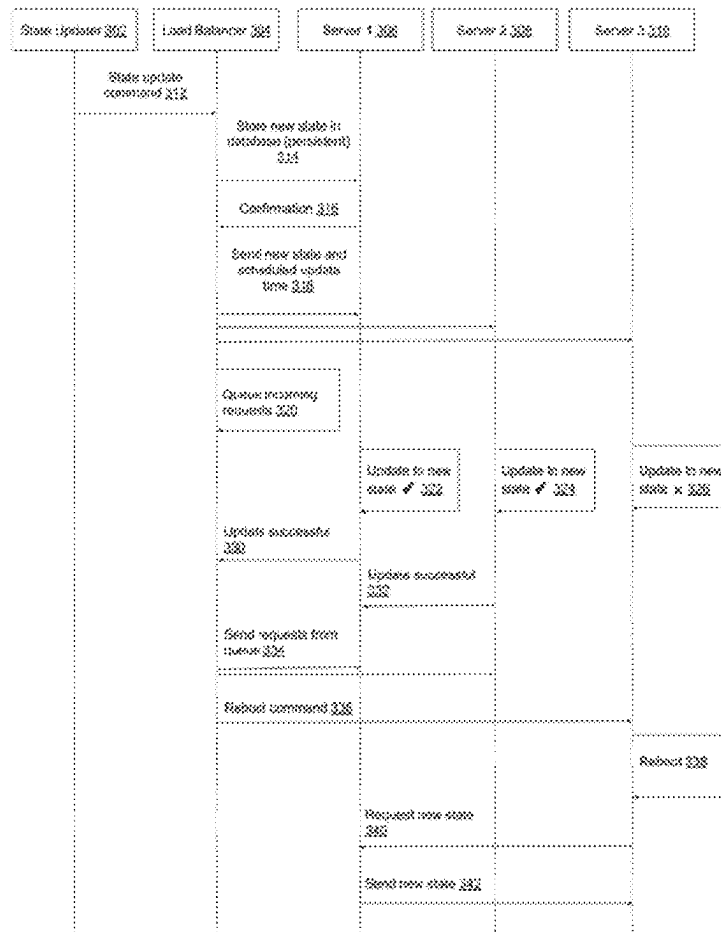 State Updater 302
Load Balancer 304
Server 1 306
Server 2 308
Server 3 310
State update
command 312
Store new state in
database (persistent)
314
Confirmation 316
Send new state and
scheduled update
time 318
Queue incoming
requests 320
Update to new
state ✔ 322
Update to new
state ✔ 324
Update to new
state × 326
Update successful
330
Update successful
332
Send requests from
queue 334
Reboot command 336
Reboot 338
Request new state
340
Send new state 342